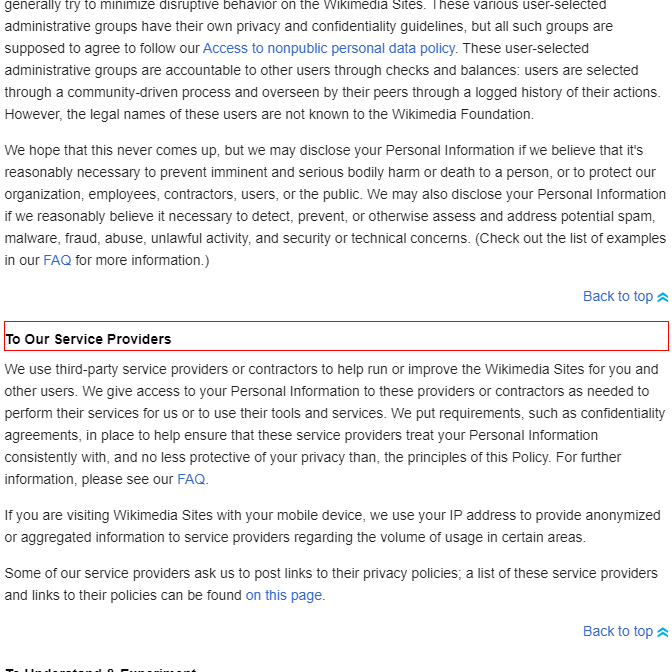 generally try to minimize disruptive behavior on the Wikimedia Sites. These various user-selected
administrative groups have their own privacy and confidentiality guidelines, but all such groups are
supposed to agree to follow our Access to nonpublic personal data policy. These user-selected
administrative groups are accountable to other users through checks and balances: users are selected
through a community-driven process and overseen by their peers through a logged history of their actions.
However, the legal names of these users are not known to the Wikimedia Foundation.
We hope that this never comes up, but we may disclose your Personal Information if we believe that it's
reasonably necessary to prevent imminent and serious bodily harm or death to a person, or to protect our
organization, employees, contractors, users, or the public. We may also disclose your Personal Information
if we reasonably believe it necessary to detect, prevent, or otherwise assess and address potential spam,
malware, fraud, abuse, unlawful activity, and security or technical concerns. (Check out the list of examples
in our FAQ for more information.)
Back to top
To Our Service Providers
We use third-party service providers or contractors to help run or improve the Wikimedia Sites for you and
other users. We give access to your Personal Information to these providers or contractors as needed to
perform their services for us or to use their tools and services. We put requirements, such as confidentiality
agreements, in place to help ensure that these service providers treat your Personal Information
consistently with, and no less protective of your privacy than, the principles of this Policy. For further
information, please see our FAQ.
If you are visiting Wikimedia Sites with your mobile device, we use your IP address to provide anonymized
or aggregated information to service providers regarding the volume of usage in certain areas.
Some of our service providers ask us to post links to their privacy policies; a list of these service providers
and links to their policies can be found on this page.
Back to top
To Understand & Experiment